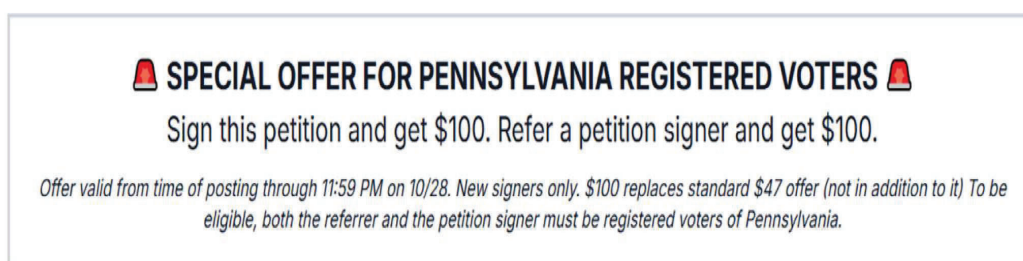 🚨 SPECIAL OFFER FOR PENNSYLVANIA REGISTERED VOTERS 🚨
Sign this petition and get $100. Refer a petition signer and get $100.
Offer valid from time of posting through 11:59 PM on 10/28. New signers only. $100 replaces standard $47 offer (not in addition to it) To be
eligible, both the referrer and the petition signer must be registered voters of Pennsylvania.